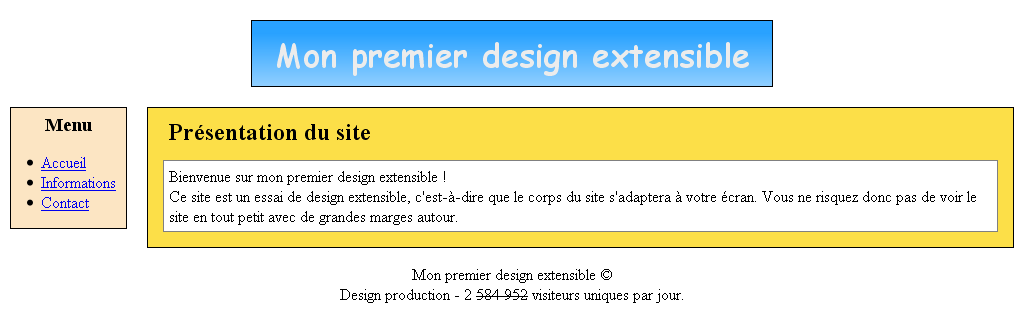 Mon premier design extensible
Menu
Accueil
Informations
Contact
Présentation du site
Bienvenue sur mon premier design extensible !
Ce site est un essai de design extensible, c'est-à-dire que le corps du site s'adaptera à votre écran. Vous ne risquez donc pas de voir le
site en tout petit avec de grandes marges autour.
Mon premier design extensible ©
Design production - 2 584 952 visiteurs uniques par jour.